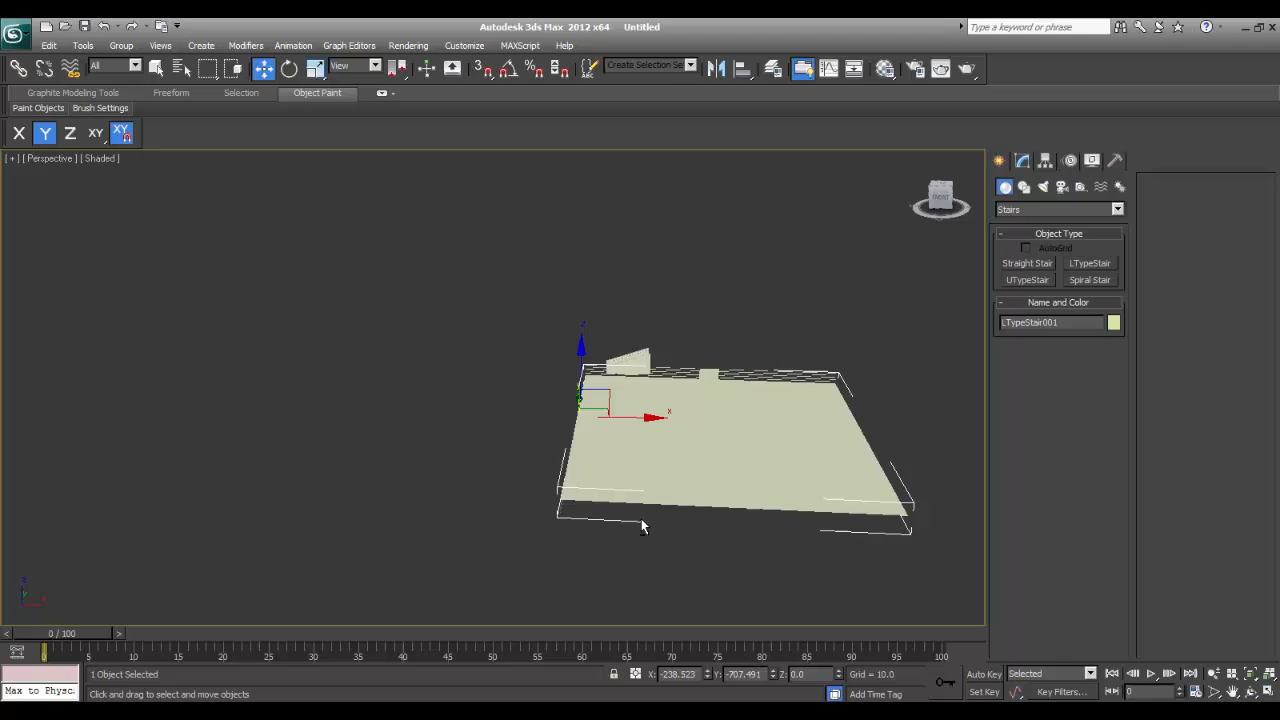 Autodesk 3ds Max 2012 x64 Untitled
Type a keyword or phrase
Edit Tools Group Views Create Modifiers Animation Graph Editors Rendering Customize MAXScript Help
All View Create Selection Se
Graphite Modeling Tools Freeform Selection Object Paint
Paint Objects Brush Settings
X Y Z XY XY
[ + ] [ Perspective ] [ Shaded ]
FRONT
Stairs
- Object Type
AutoGrid
Straight Stair LTypeStair
UTypeStair Spiral Stair
- Name and Color
LTypeStair001
z
x
0 / 100
0 5 10 15 20 25 30 35 40 45 50 55 60 65 70 75 80 85 90 95 100
1 Object Selected X: -238.523 Y: -707.491 Z: 0.0 Grid = 10.0 Auto Key Selected
Max to Physc. Click and drag to select and move objects Add Time Tag Set Key Key Filters... 0